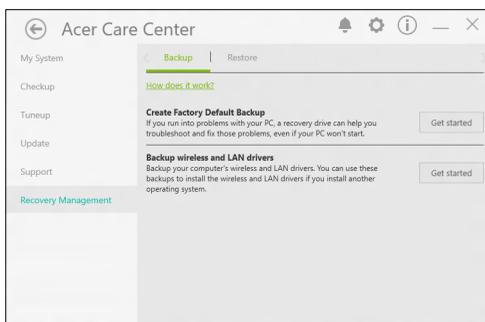 Acer Care Center
My System
Checkup
Tuneup
Update
Support
Recovery Management
Backup
Restore
How does it work?
Create Factory Default Backup
If you run into problems with your PC, a recovery drive can help you
troubleshoot and fix those problems, even if your PC won't start.
Get started
Backup wireless and LAN drivers
Backup your computer's wireless and LAN drivers. You can use these
backups to install the wireless and LAN drivers if you install another
operating system.
Get started